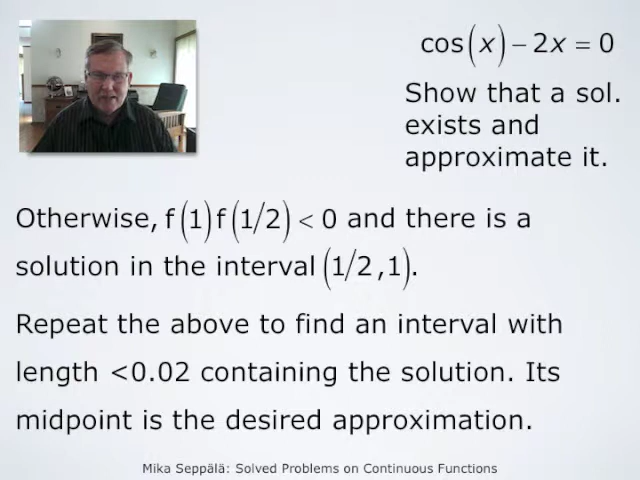 cos(x) – 2x = 0
Show that a sol.
exists and
approximate it.
Otherwise, f(1)f(1/2) < 0 and there is a
solution in the interval (1/2,1).
Repeat the above to find an interval with
length <0.02 containing the solution. Its
midpoint is the desired approximation.
Mika Seppälä: Solved Problems on Continuous Functions